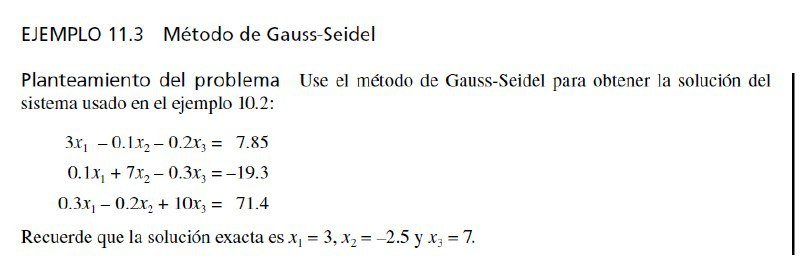 EJEMPLO 11.3 Método de Gauss-Seidel
Planteamiento del problema Use el método de Gauss-Seidel para obtener la solución del
sistema usado en el ejemplo 10.2:
3x₁ – 0.1x₂ – 0.2x₃ = 7.85
0.1x₁ + 7x₂ – 0.3x₃ = –19.3
0.3x₁ – 0.2x₂ + 10x₃ = 71.4
Recuerde que la solución exacta es x₁ = 3, x₂ = –2.5 y x₃ = 7.